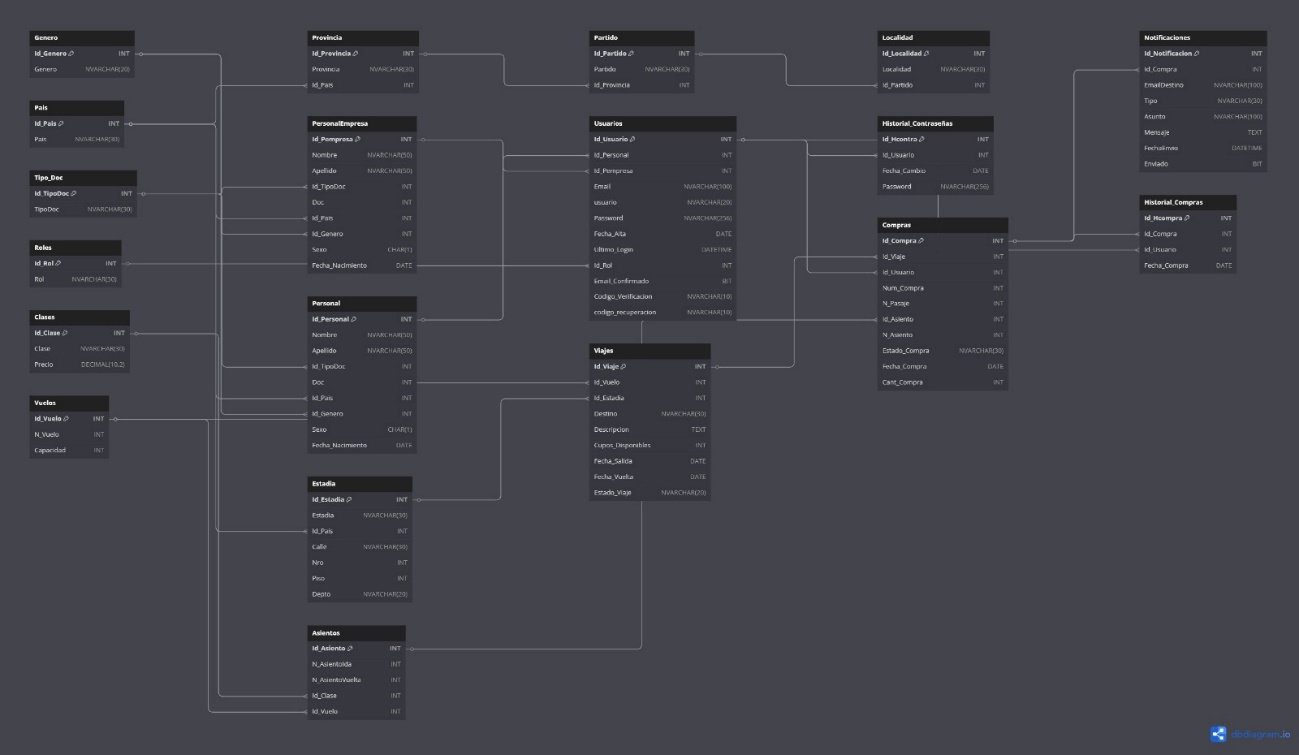 Genero
Id_Genero INT
Genero NVARCHAR(20)
Pais
Id_Pais INT
Pais NVARCHAR(30)
Tipo_Doc
Id_TipoDoc INT
TipoDoc NVARCHAR(30)
Roles
Id_Rol INT
Rol NVARCHAR(30)
Clases
Id_Clase INT
Clase NVARCHAR(30)
Precio DECIMAL(10,2)
Vuelos
Id_Vuelo INT
N_Vuelo INT
Capacidad INT
Provincia
Id_Provincia INT
Provincia NVARCHAR(30)
Id_Pais INT
PersonalEmpresa
Id_Pempresa INT
Nombre NVARCHAR(50)
Apellido NVARCHAR(50)
Id_TipoDoc INT
Doc INT
Id_Pais INT
Id_Genero INT
Sexo CHAR(1)
Fecha_Nacimiento DATE
Personal
Id_Personal INT
Nombre NVARCHAR(50)
Apellido NVARCHAR(50)
Id_TipoDoc INT
Doc INT
Id_Pais INT
Id_Genero INT
Sexo CHAR(1)
Fecha_Nacimiento DATE
Estadia
Id_Estadia INT
Estadia NVARCHAR(30)
Id_Pais INT
Calle NVARCHAR(30)
Nro INT
Piso INT
Depto NVARCHAR(20)
Asientos
Id_Asiento INT
N_AsientoIda INT
N_AsientoVuelta INT
Id_Clase INT
Id_Vuelo INT
Partido
Id_Partido INT
Partido NVARCHAR(30)
Id_Provincia INT
Usuarios
Id_Usuario INT
Id_Personal INT
Id_Pempresa INT
Email NVARCHAR(100)
usuario NVARCHAR(20)
Password NVARCHAR(256)
Fecha_Alta DATE
Ultimo_Login DATETIME
Id_Rol INT
Email_Confirmado BIT
Codigo_Verificacion NVARCHAR(10)
codigo_recuperacion NVARCHAR(10)
Viajes
Id_Viaje INT
Id_Vuelo INT
Id_Estadia INT
Destino NVARCHAR(30)
Descripcion TEXT
Cupos_Disponibles INT
Fecha_Salida DATE
Fecha_Vuelta DATE
Estado_Viaje NVARCHAR(20)
Localidad
Id_Localidad INT
Localidad NVARCHAR(30)
Id_Partido INT
Historial_Contraseñas
Id_Hcontra INT
Id_Usuario INT
Fecha_Cambio DATE
Password NVARCHAR(256)
Compras
Id_Compra INT
Id_Viaje INT
Id_Usuario INT
Num_Compra INT
N_Pasaje INT
Id_Asiento INT
N_Asiento INT
Estado_Compra NVARCHAR(30)
Fecha_Compra DATE
Cant_Compra INT
Notificaciones
Id_Notificacion INT
Id_Compra INT
EmailDestino NVARCHAR(100)
Tipo NVARCHAR(30)
Asunto NVARCHAR(100)
Mensaje TEXT
FechaEnvio DATETIME
Enviado BIT
Historial_Compras
Id_Hcompra INT
Id_Compra INT
Id_Usuario INT
Fecha_Compra DATE
dbdiagram.io